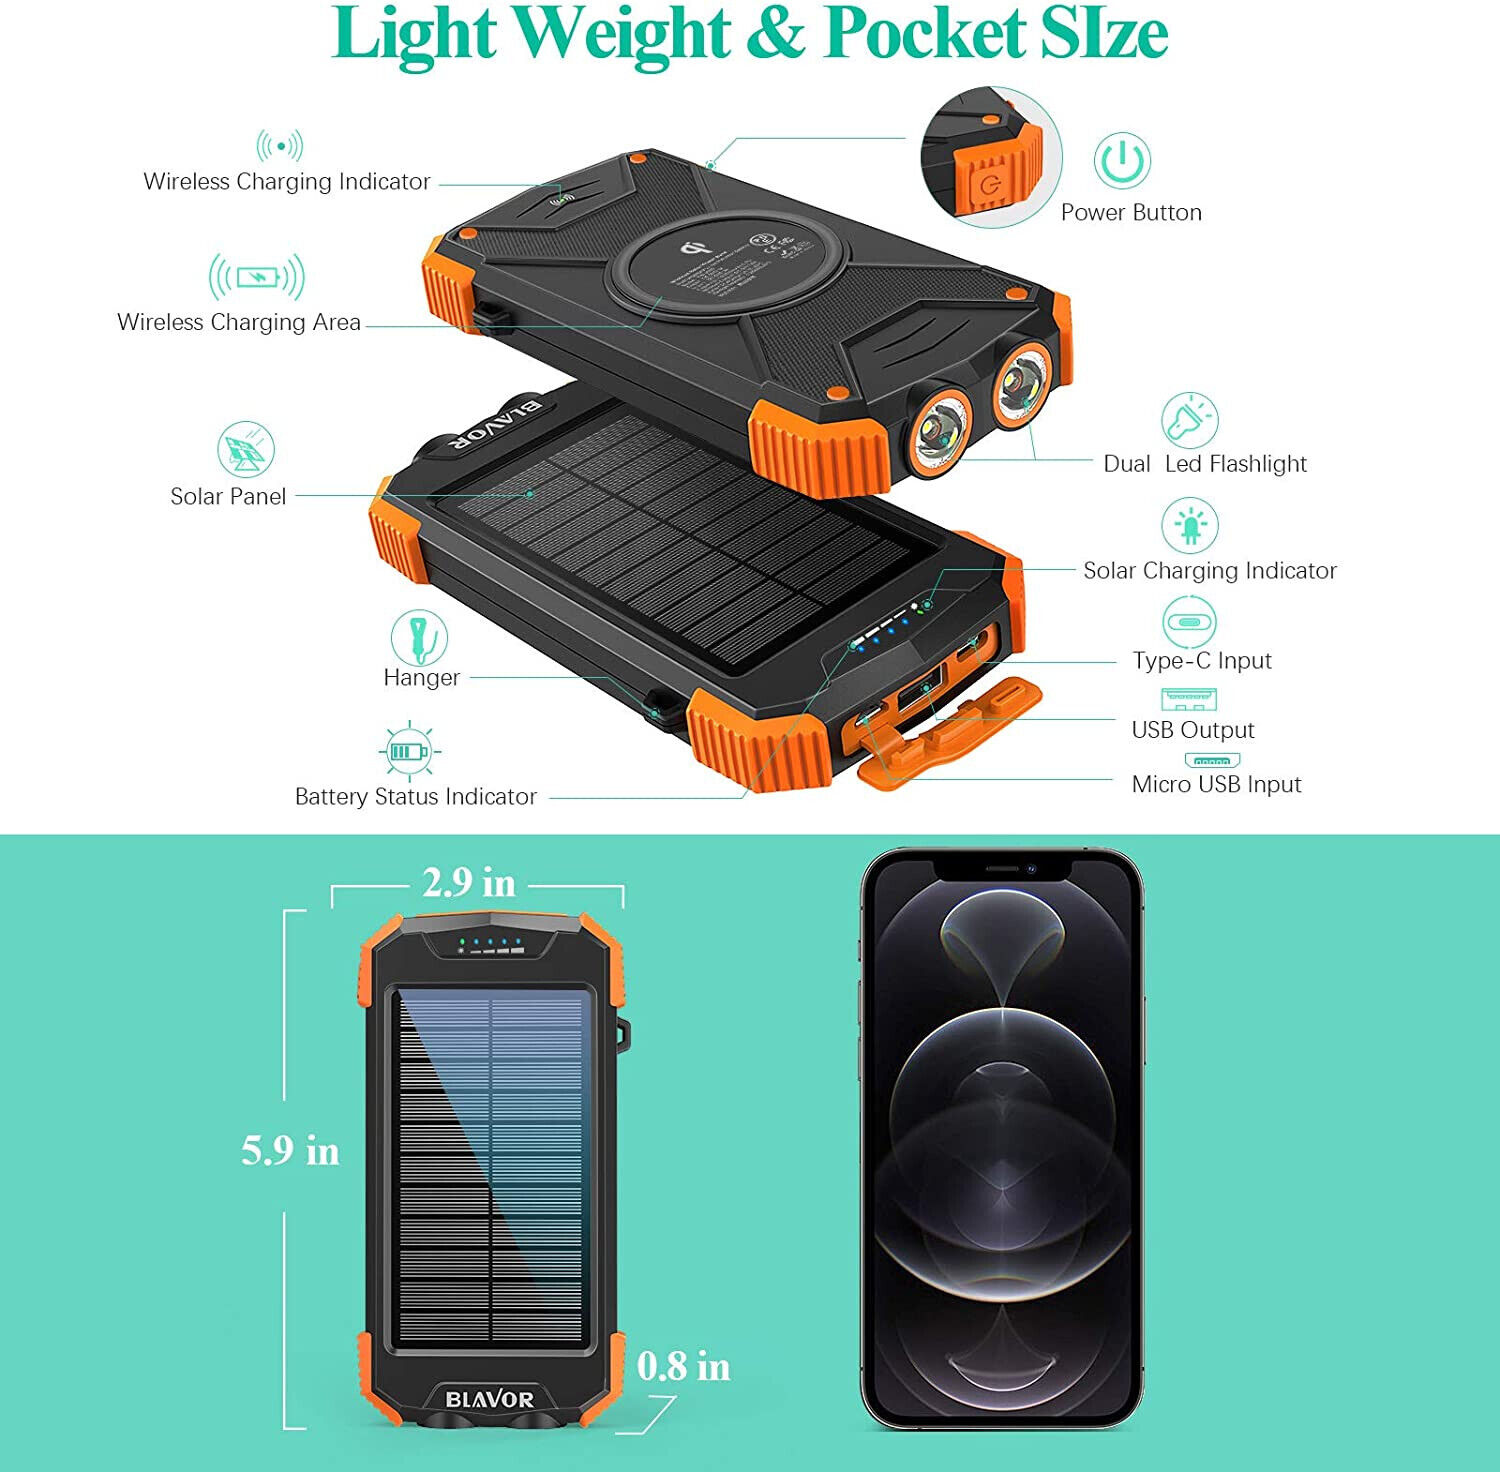 Light Weight & Pocket SIze
Wireless Charging Indicator
Power Button
Wireless Charging Area
BLAVOR
Dual Led Flashlight
Solar Panel
Solar Charging Indicator
Type-C Input
Hanger
USB Output
Micro USB Input
Battery Status Indicator
2.9 in
5.9 in
0.8 in
BLAVOR